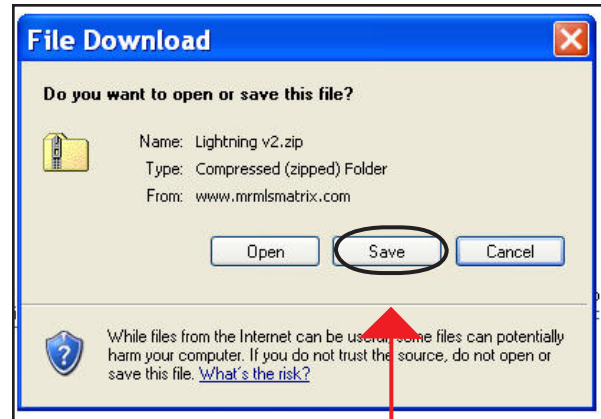 File Download
Do you want to open or save this file?
Name: Lightning v2.zip
Type: Compressed (zipped) Folder
From: www.mrmlsmatrix.com
Open Save Cancel
While files from the Internet can be useful, some files can potentially
harm your computer. If you do not trust the source, do not open or
save this file. What's the risk?